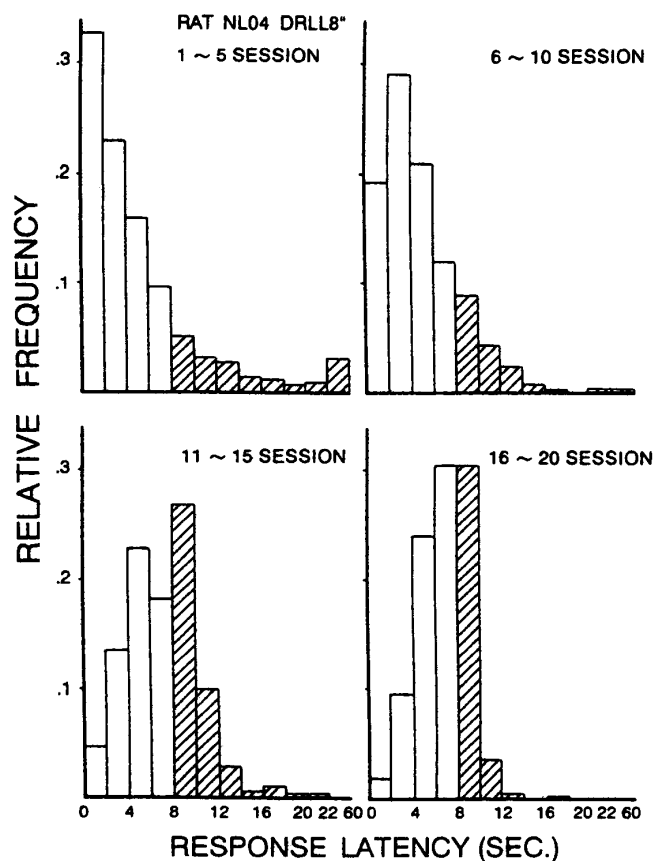 RAT NL04 DRLL8"
1 ~ 5 SESSION
6 ~ 10 SESSION
.3
.2
.1
RELATIVE FREQUENCY
11 ~ 15 SESSION
16 ~ 20 SESSION
.3
.2
.1
0
0 4 8 12 16 20 22 60
0 4 8 12 16 20 22 60
RESPONSE LATENCY (SEC.)